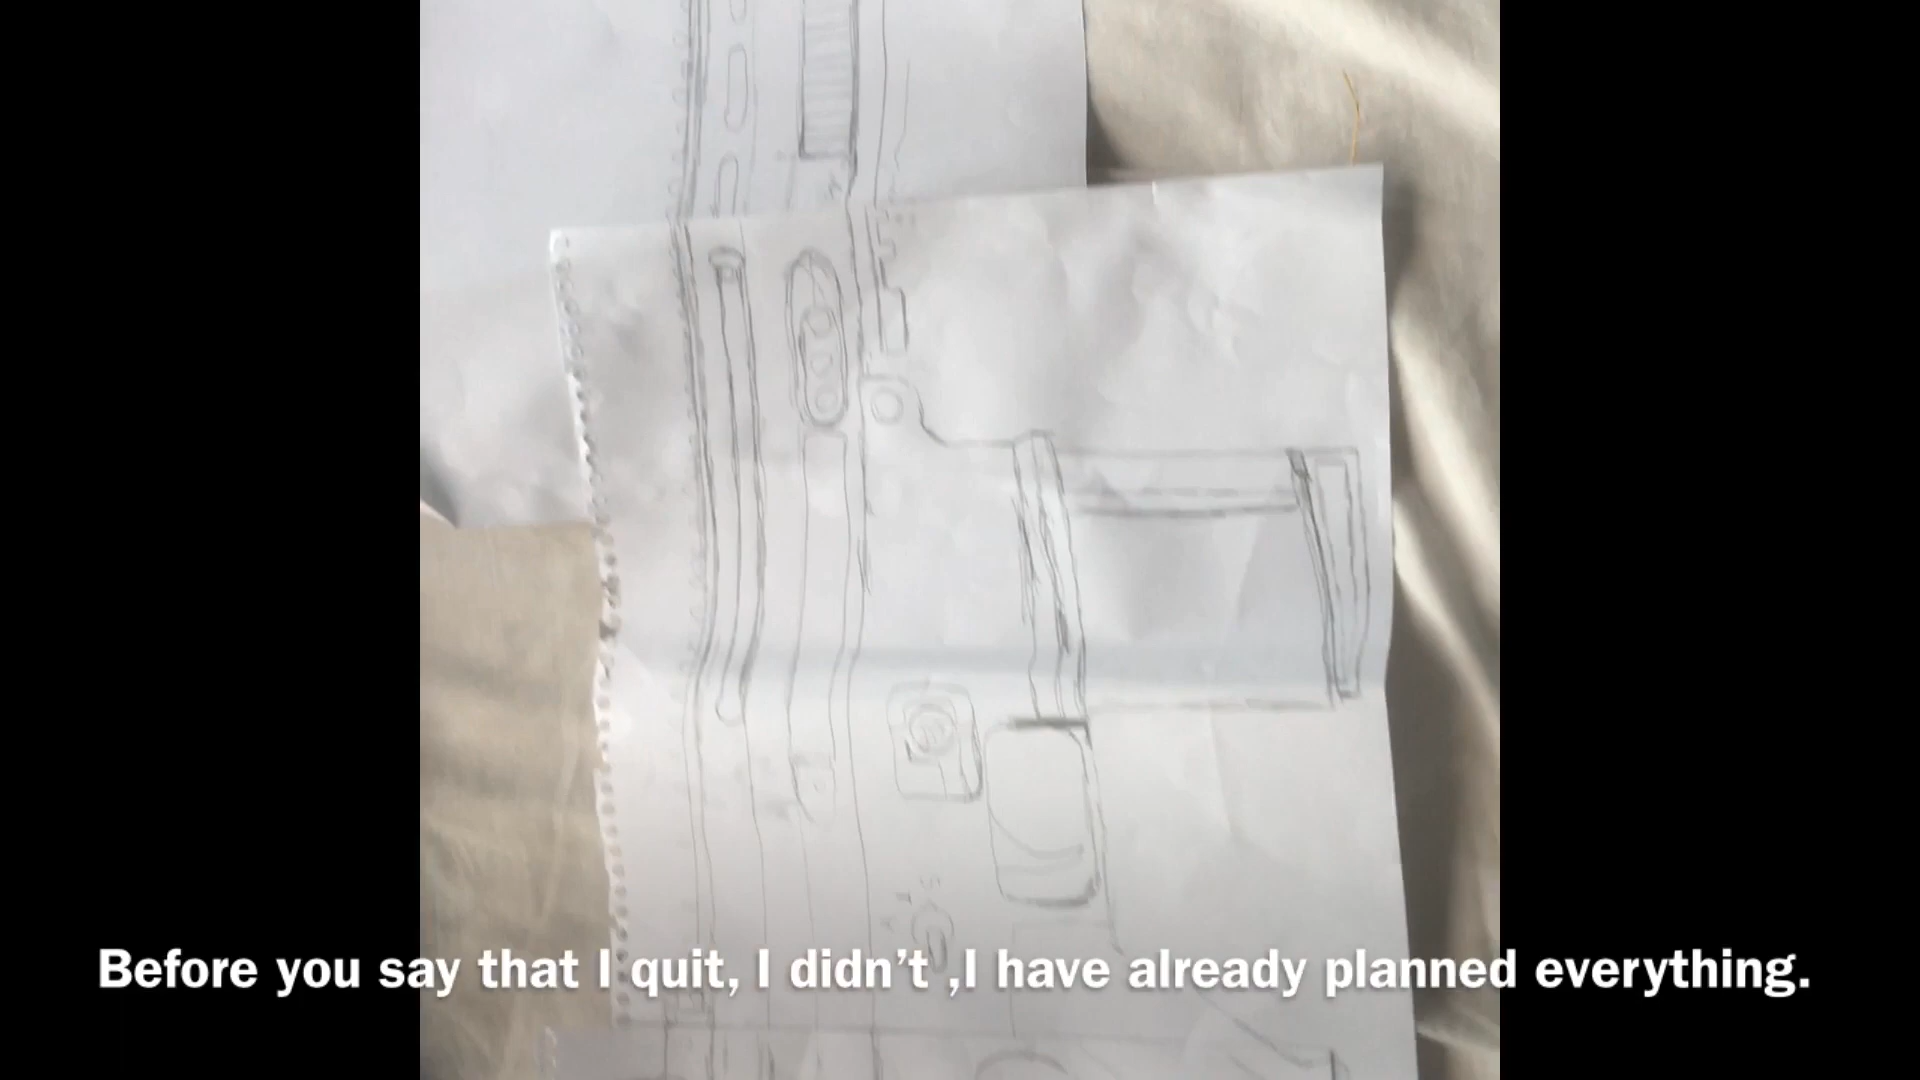 Before you say that I quit, I didn't ,I have already planned everything.